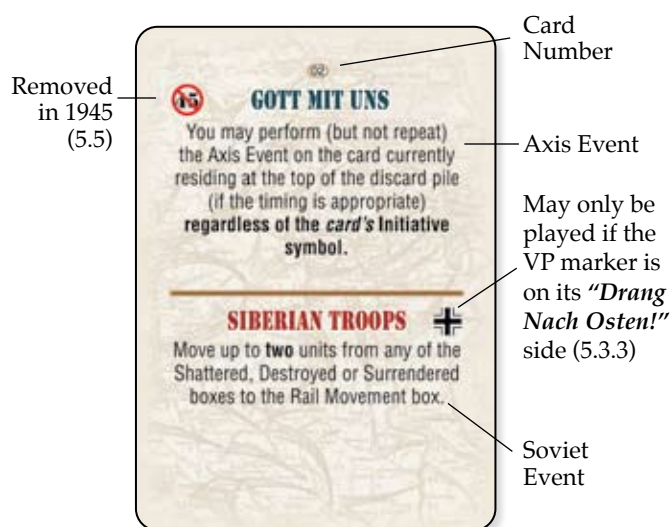 Card
Number
02
Removed
in 1945
(5.5)
45
GOTT MIT UNS
You may perform (but not repeat)
the Axis Event on the card currently
residing at the top of the discard pile
(if the timing is appropriate)
regardless of the card's Initiative
symbol.
Axis Event
May only be
played if the
VP marker is
on its "Drang
Nach Osten!"
side (5.3.3)
SIBERIAN TROOPS
Move up to two units from any of the
Shattered, Destroyed or Surrendered
boxes to the Rail Movement box.
Soviet
Event